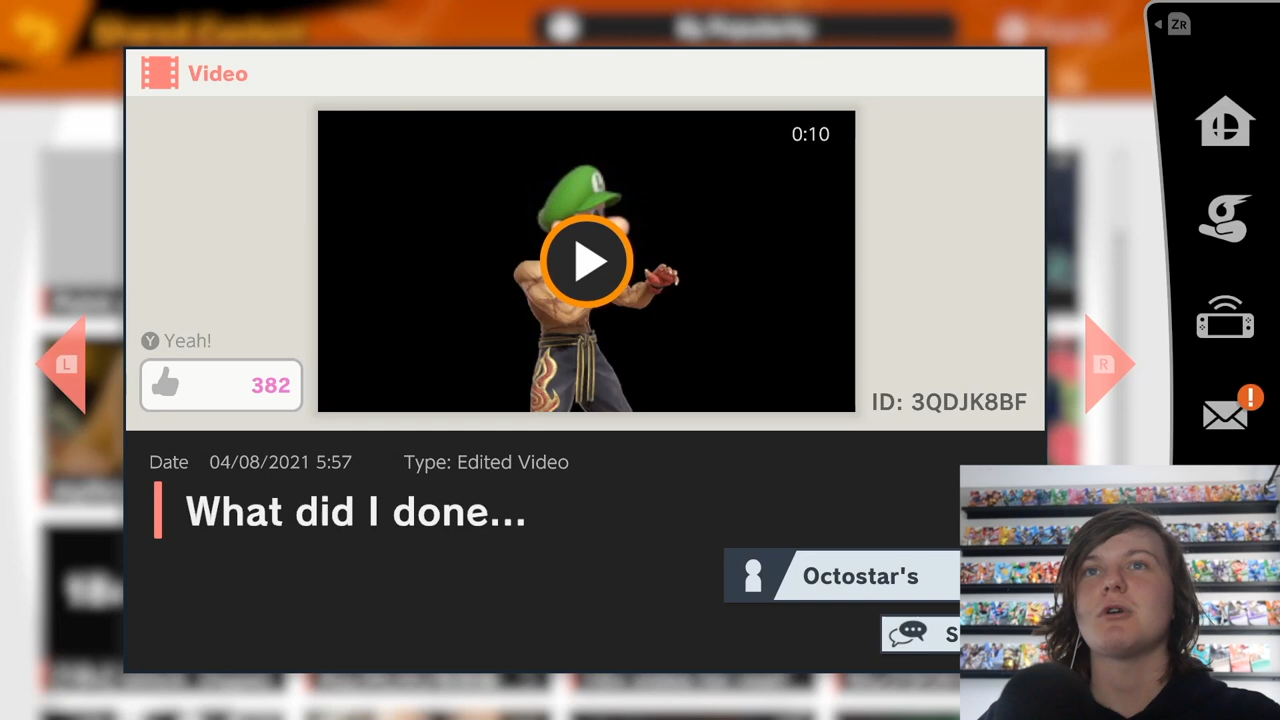 ZR
Video
0:10
Y Yeah!
382
ID: 3QDJK8BF
L
R
Date 04/08/2021 5:57 Type: Edited Video
What did I done...
Octostar's
S